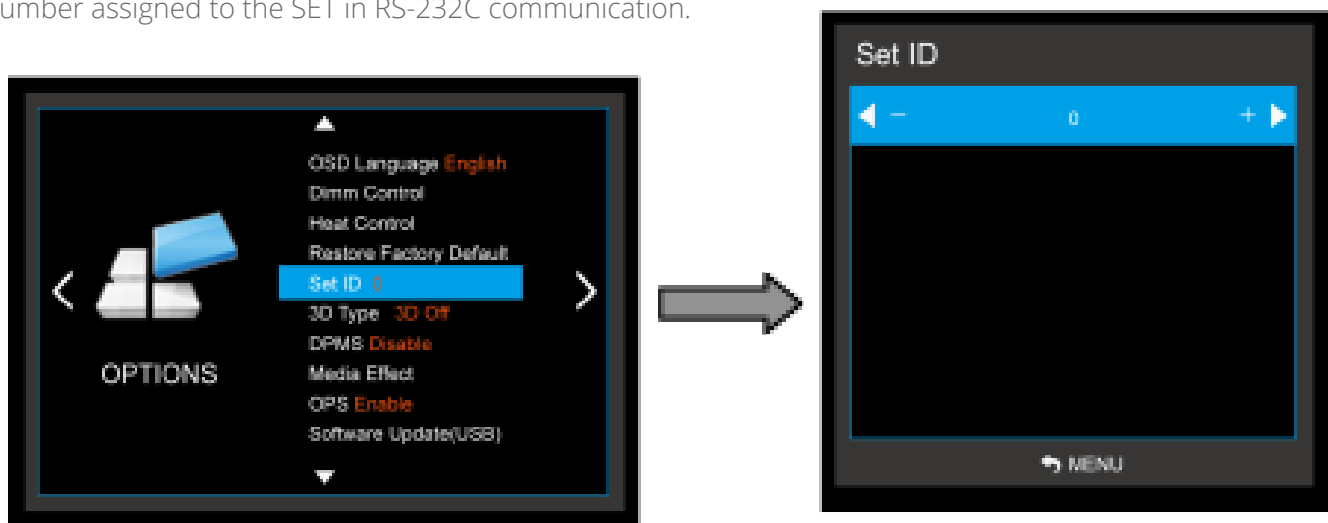 umber assigned to the SET in RS-232C communication.
OSD Language English
Dimm Control
Heat Control
Restore Factory Default
Set ID 0
3D Type 3D Off
DPMS Disable
Media Effect
OPS Enable
Software Update(USB)
OPTIONS
Set ID
− 0 +
MENU